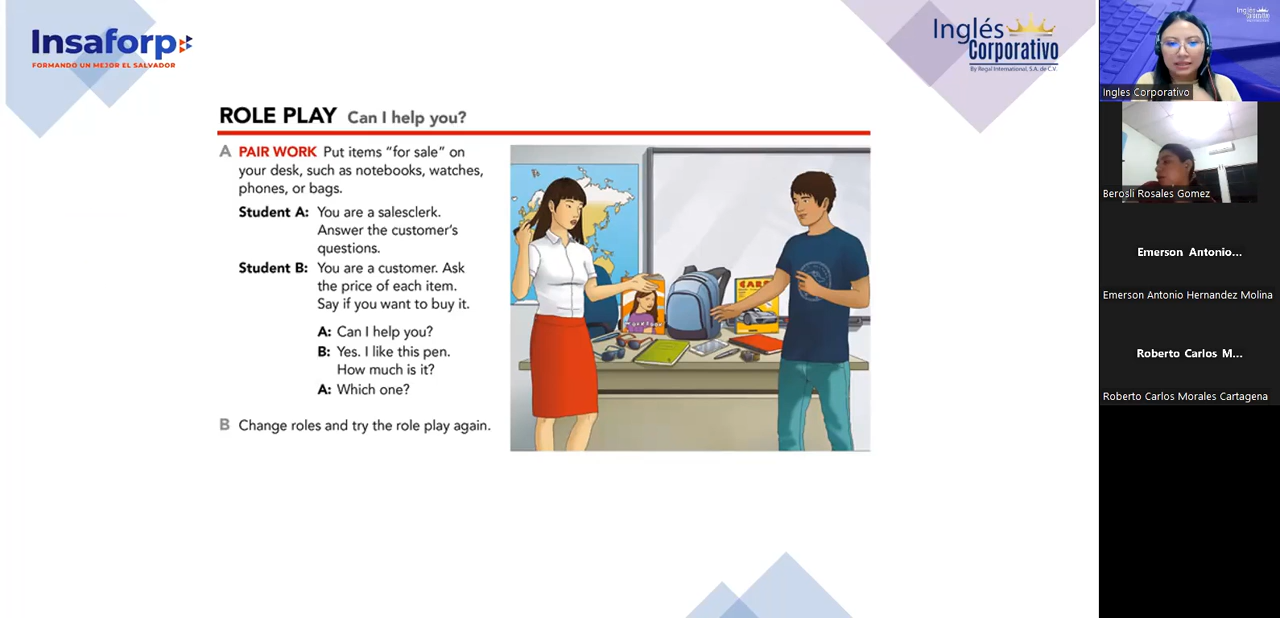 Insaforp
FORMANDO UN MEJOR EL SALVADOR
Inglés
Corporativo
By Regal International, S.A. de C.V.
ROLE PLAY Can I help you?
A PAIR WORK Put items “for sale” on
your desk, such as notebooks, watches,
phones, or bags.
Student A: You are a salesclerk.
Answer the customer's
questions.
Student B: You are a customer. Ask
the price of each item.
Say if you want to buy it.
A: Can I help you?
B: Yes. I like this pen.
How much is it?
A: Which one?
B Change roles and try the role play again.
CARS
Ingles Corporativo
Berosli Rosales Gomez
Emerson Antonio...
Emerson Antonio Hernandez Molina
Roberto Carlos M...
Roberto Carlos Morales Cartagena